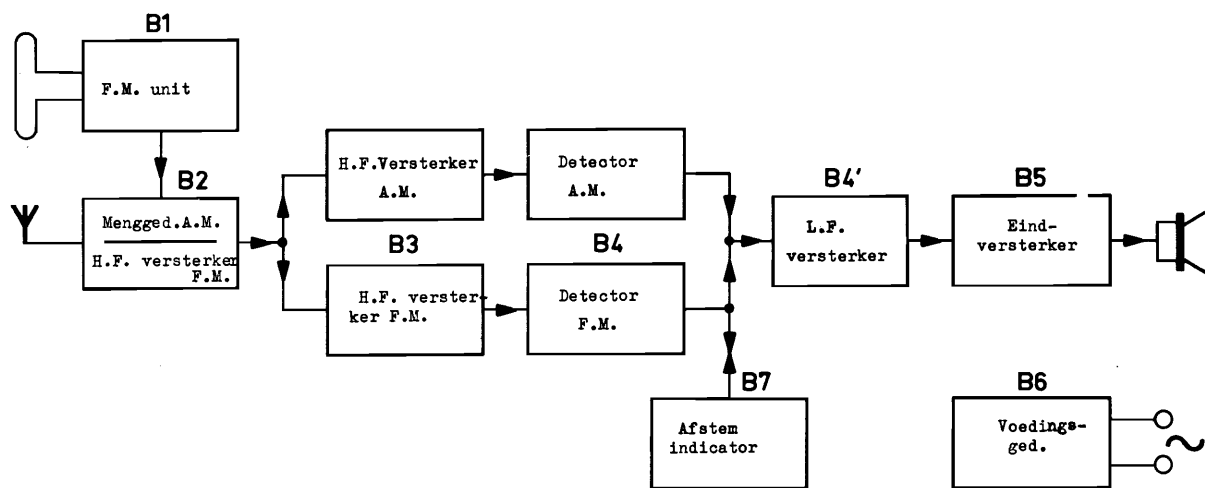 B1
F.M. unit
B2
Mengged.A.M.
H.F. versterker
F.M.
H.F.Versterker
A.M.
Detector
A.M.
B3
H.F. verster-
ker F.M.
B4
Detector
F.M.
B4'
L.F.
versterker
B5
Eind-
versterker
B7
Afstem
indicator
B6
Voedings-
ged.
~